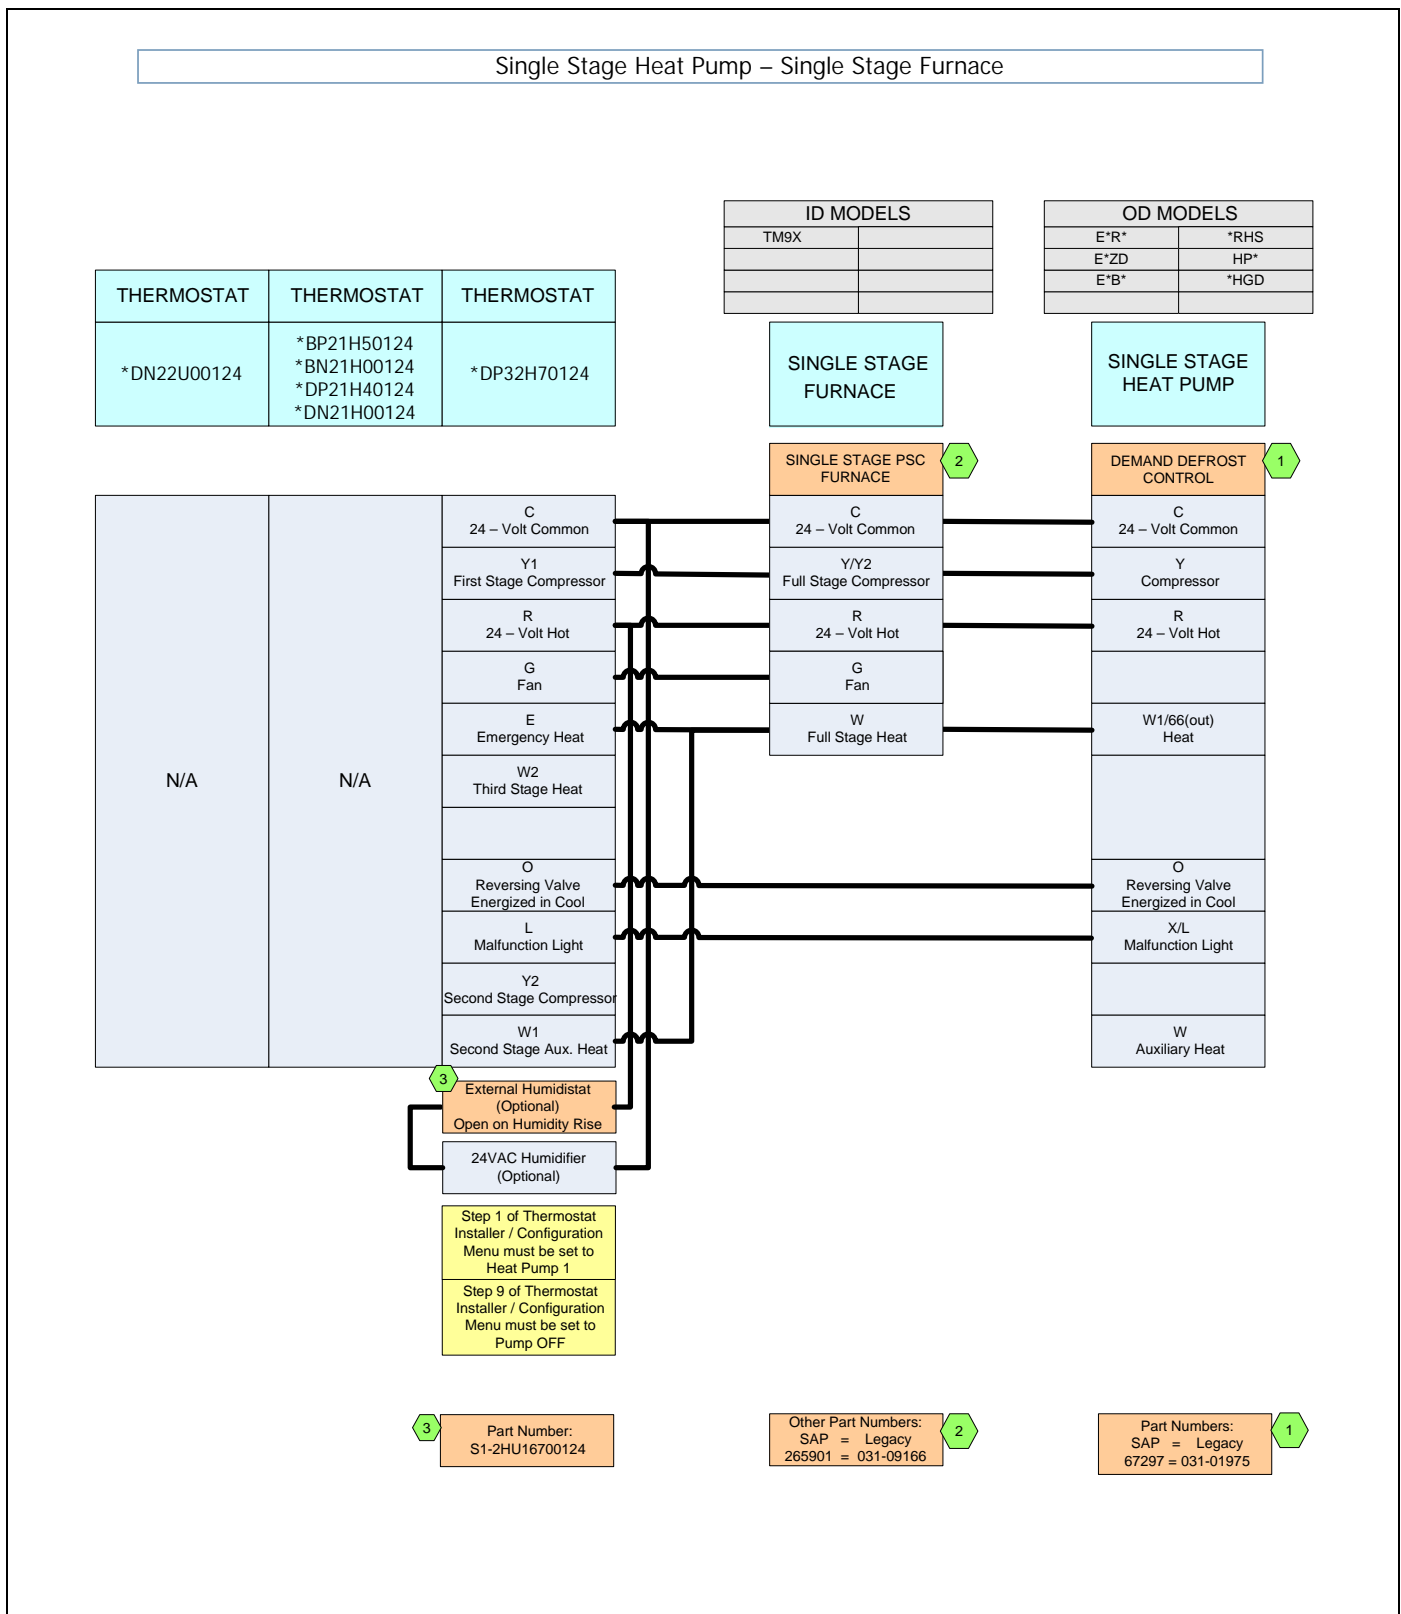 Single Stage Heat Pump – Single Stage Furnace
ID MODELS
TM9X
OD MODELS
E*R* *RHS
E*ZD HP*
E*B* *HGD
THERMOSTAT THERMOSTAT THERMOSTAT
*DN22U00124
*BP21H50124
*BN21H00124
*DP21H40124
*DN21H00124
*DP32H70124
SINGLE STAGE
FURNACE
SINGLE STAGE
HEAT PUMP
SINGLE STAGE PSC
FURNACE
2
DEMAND DEFROST
CONTROL
1
N/A
N/A
C
24 – Volt Common
Y1
First Stage Compressor
R
24 – Volt Hot
G
Fan
E
Emergency Heat
W2
Third Stage Heat
O
Reversing Valve
Energized in Cool
L
Malfunction Light
Y2
Second Stage Compressor
W1
Second Stage Aux. Heat
C
24 – Volt Common
Y/Y2
Full Stage Compressor
R
24 – Volt Hot
G
Fan
W
Full Stage Heat
C
24 – Volt Common
Y
Compressor
R
24 – Volt Hot
W1/66(out)
Heat
O
Reversing Valve
Energized in Cool
X/L
Malfunction Light
W
Auxiliary Heat
3
External Humidistat
(Optional)
Open on Humidity Rise
24VAC Humidifier
(Optional)
Step 1 of Thermostat
Installer / Configuration
Menu must be set to
Heat Pump 1
Step 9 of Thermostat
Installer / Configuration
Menu must be set to
Pump OFF
3
Part Number:
S1-2HU16700124
Other Part Numbers:
SAP = Legacy
265901 = 031-09166
2
Part Numbers:
SAP = Legacy
67297 = 031-01975
1